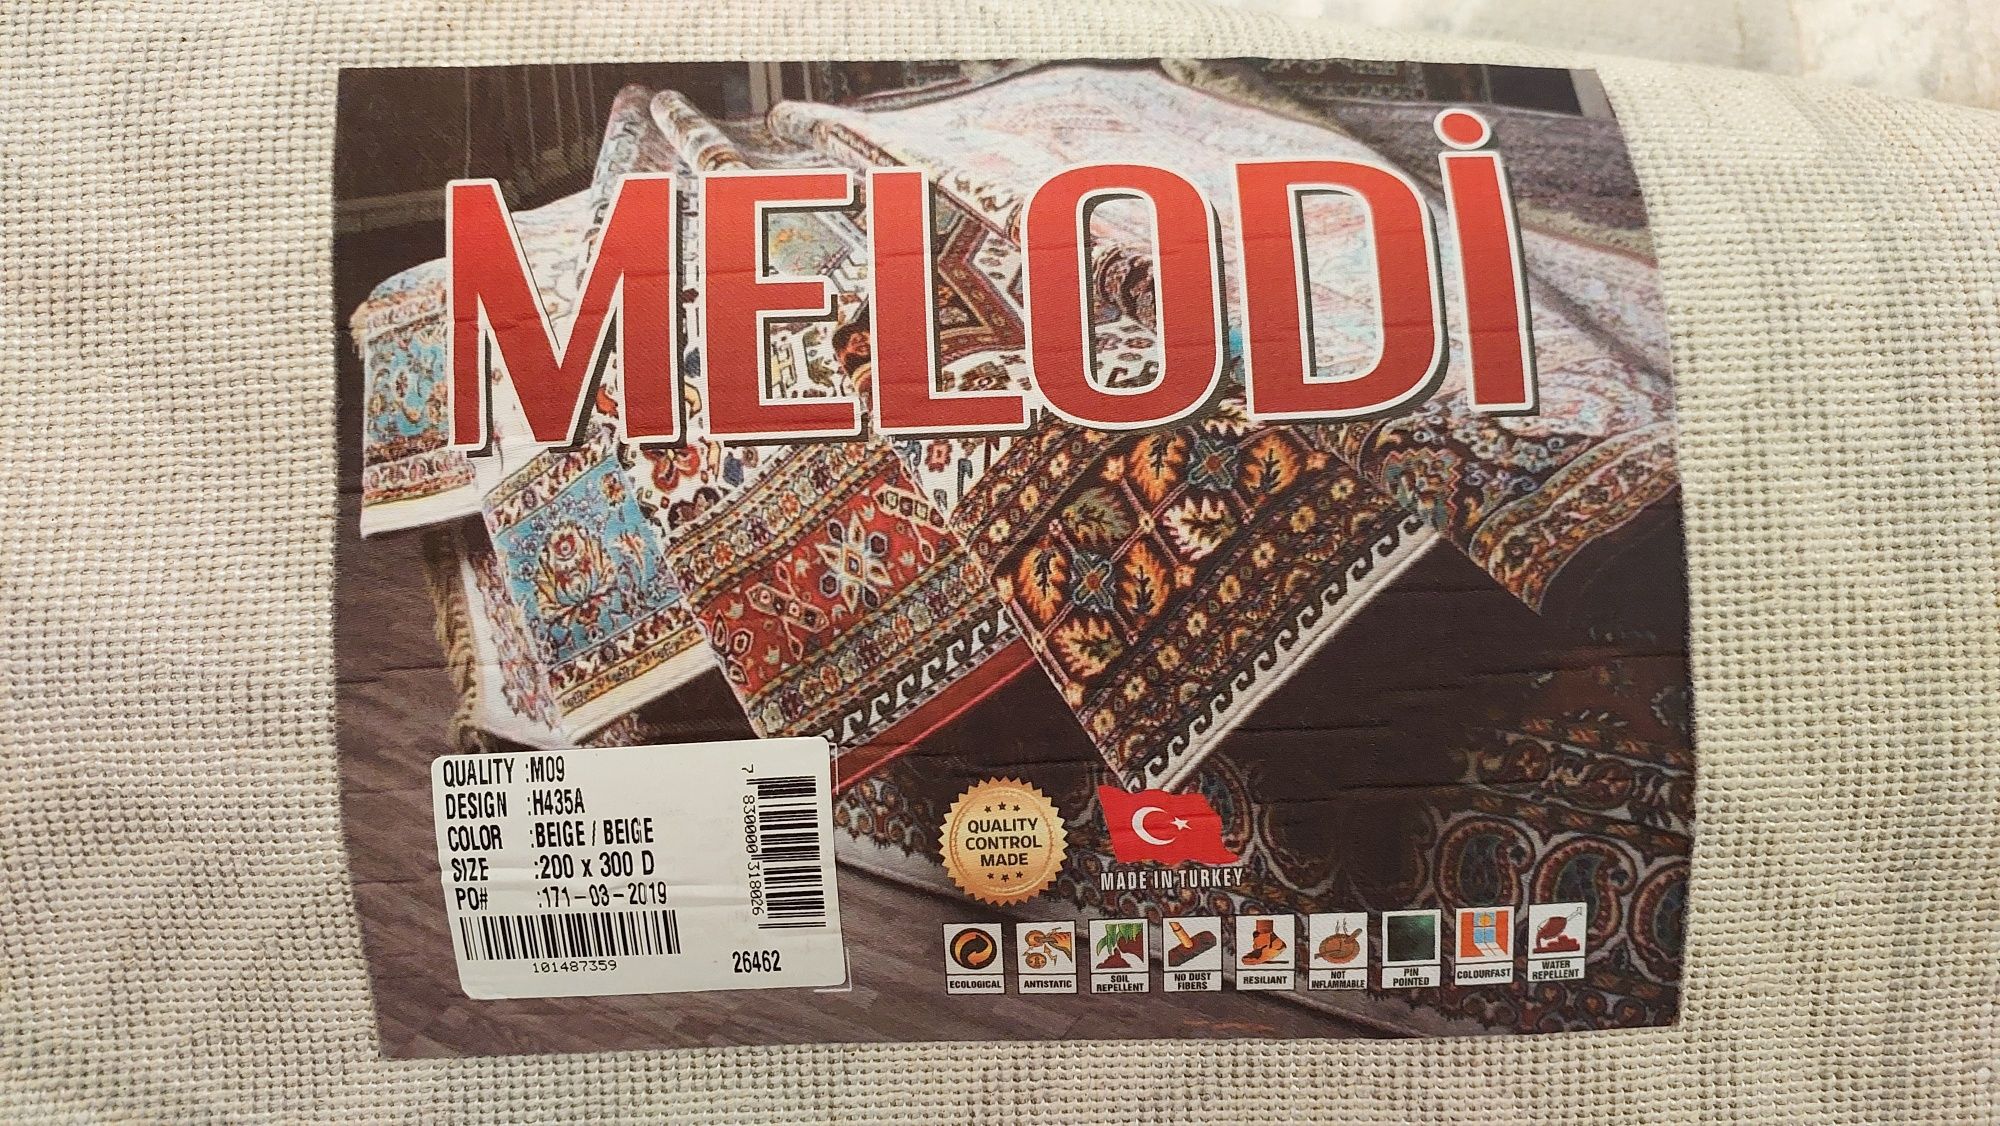 MELODİ
QUALITY :M09
DESIGN :H435A
COLOR :BEIGE / BEIGE
SIZE :200 x 300 D
PO# :171-03-2019
101487359
7 830000 318026
26462
QUALITY
CONTROL
MADE
MADE IN TURKEY
ECOLOGICAL
ANTISTATIC
SOIL
REPELLENT
NO DUST
FIBERS
RESILIANT
NOT
INFLAMMABLE
PIN
POINTED
COLOURFAST
WATER
REPELLENT